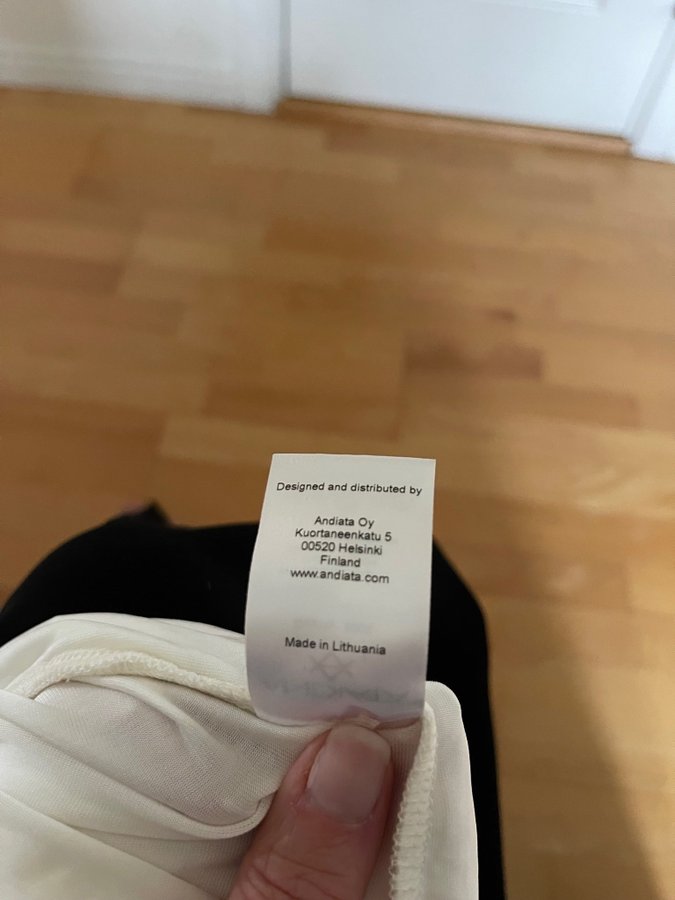 Designed and distributed by
Andiata Oy
Kuortaneenkatu 5
00520 Helsinki
Finland
www.andiata.com
Made in Lithuania